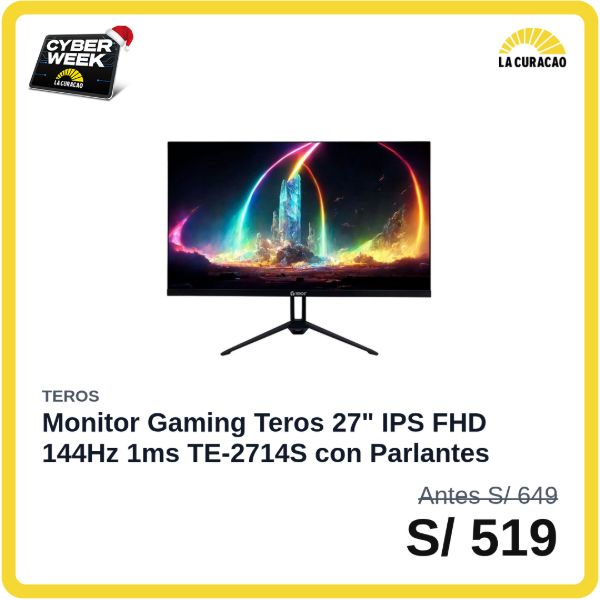 CYBER
WEEK
LA CURACAO
LA CURACAO
TEROS
Monitor Gaming Teros 27" IPS FHD
144Hz 1ms TE-2714S con Parlantes
Antes S/ 649
S/ 519